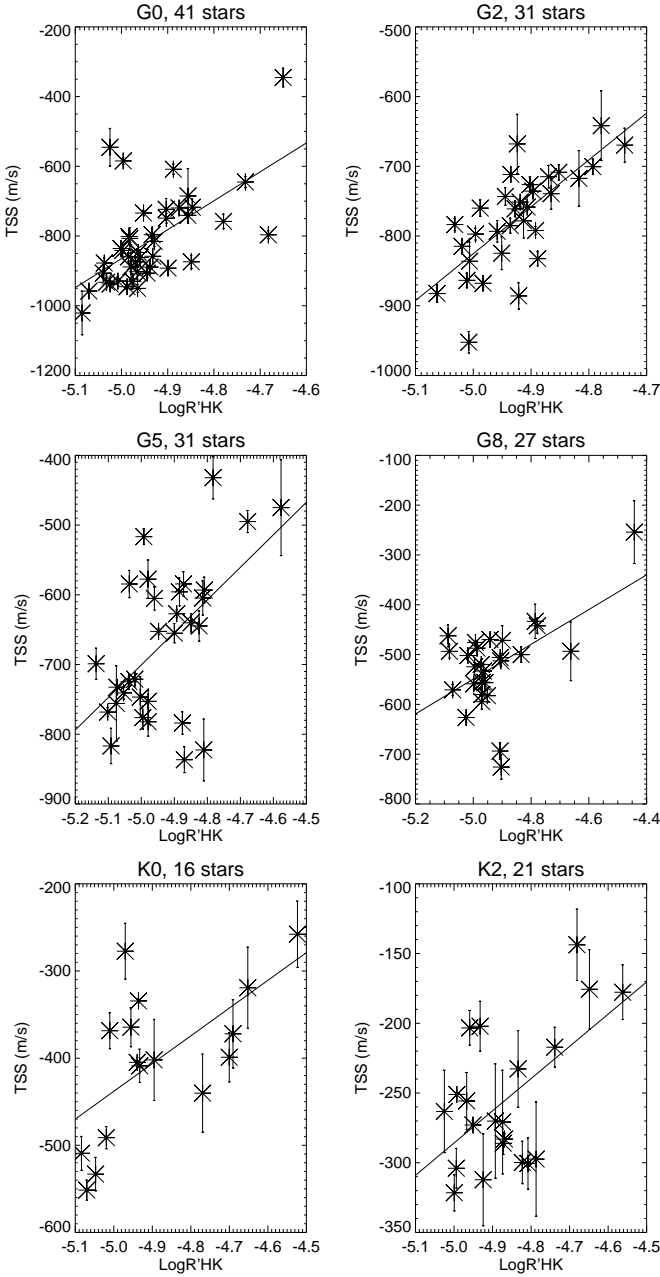 G0, 41 stars
-200
-400
-600
-800
-1000
-1200
TSS (m/s)
-5.1 -5.0 -4.9 -4.8 -4.7 -4.6
LogR'HK
G2, 31 stars
-500
-600
-700
-800
-900
-1000
TSS (m/s)
-5.1 -5.0 -4.9 -4.8 -4.7
LogR'HK
G5, 31 stars
-400
-500
-600
-700
-800
-900
TSS (m/s)
-5.2 -5.1 -5.0 -4.9 -4.8 -4.7 -4.6 -4.5
LogR'HK
G8, 27 stars
-100
-200
-300
-400
-500
-600
-700
-800
TSS (m/s)
-5.2 -5.0 -4.8 -4.6 -4.4
LogR'HK
K0, 16 stars
-200
-300
-400
-500
-600
TSS (m/s)
-5.1 -5.0 -4.9 -4.8 -4.7 -4.6 -4.5
LogR'HK
K2, 21 stars
-100
-150
-200
-250
-300
-350
TSS (m/s)
-5.1 -5.0 -4.9 -4.8 -4.7 -4.6 -4.5
LogR'HK